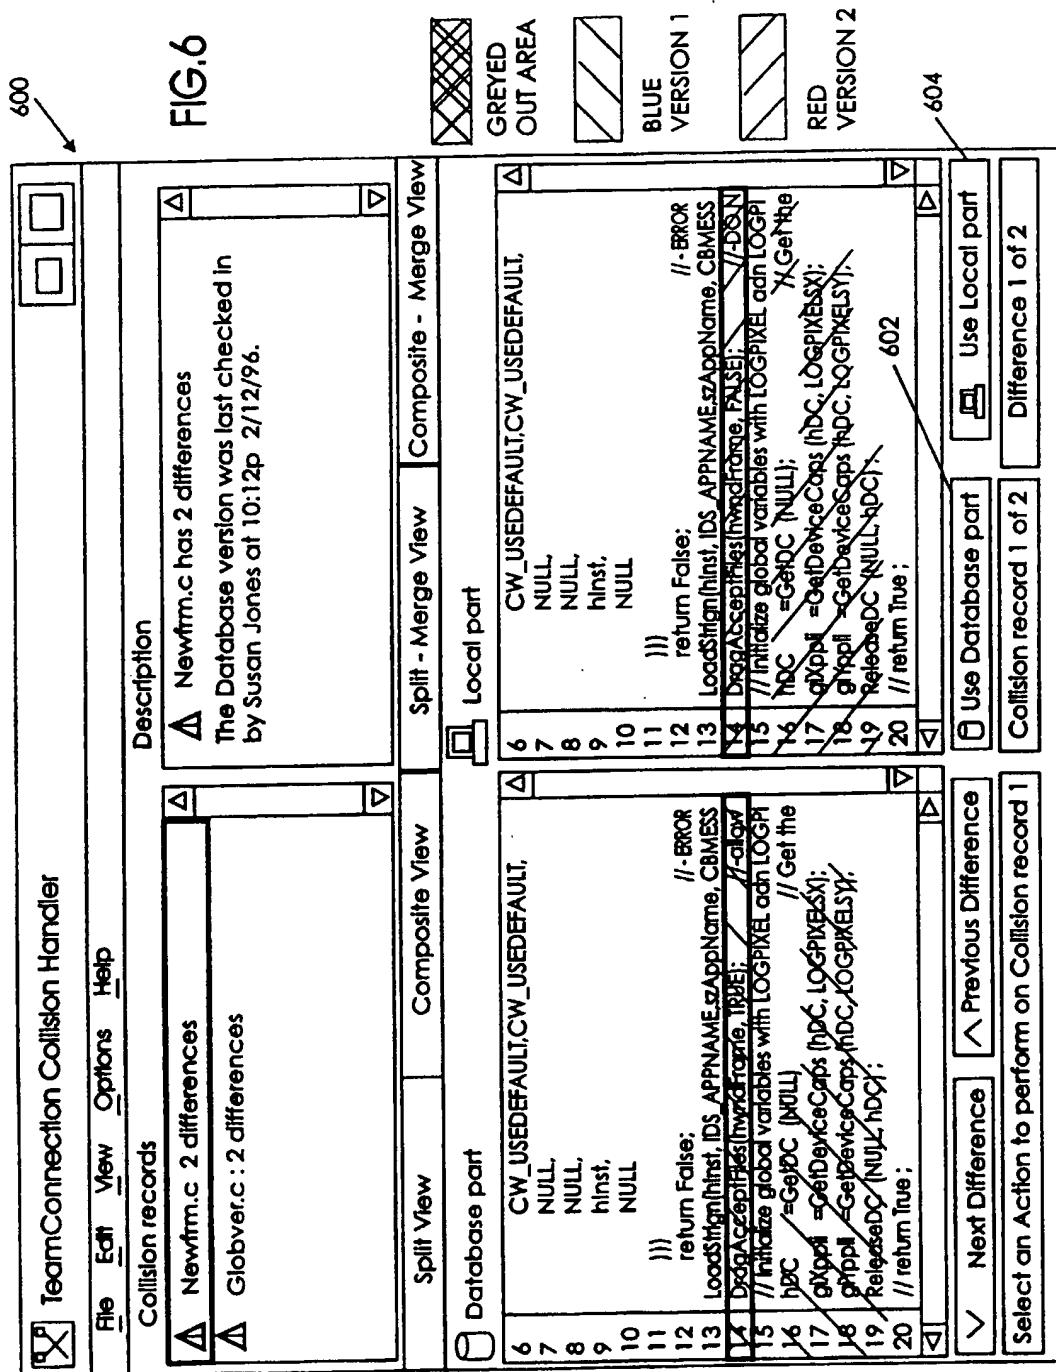 TeamConnection Collision Handler
File Edit View Options Help
Collision records
Newfrm.c 2 differences
Globver.c : 2 differences
Description
Newfrm.c has 2 differences
The Database version was last checked in
by Susan Jones at 10:12p 2/12/96.
Split View
Composite View
Split - Merge View
Composite - Merge View
Database part
6 CW_USEDEFAULT,CW_USEDEFAULT,
7 NULL,
8 NULL,
9 hinst,
10 NULL
11 )))
12 return False; //- ERROR
13 LoadStrign(hinst, IDS_APPNAME,szAppName, CBMESS
14 DragAcceptFiles(hwndFrame, TRUE); //-allow
15 // Initialize global variables with LOGPIXEL adn LOGPI
16 hDC =GetDC (NULL) // Get the
17 glXppli =GetDeviceCaps (hDC, LOGPIXELSX);
18 glYppli =GetDeviceCaps (hDC, LOGPIXELSY);
19 ReleaseDC (NULL, hDC);
20 // return True ;
Local part
6 CW_USEDEFAULT,CW_USEDEFAULT,
7 NULL,
8 NULL,
9 hinst,
10 NULL
11 )))
12 return False; //- ERROR
13 LoadStrign(hinst, IDS_APPNAME,szAppName, CBMESS
14 DragAcceptFiles(hwndFrame, FALSE); //-DO N
15 // Initialize global variables with LOGPIXEL adn LOGPI
16 hDC =GetDC (NULL); // Get the
17 glXppli =GetDeviceCaps (hDC, LOGPIXELSX);
18 glYppli =GetDeviceCaps (hDC, LOGPIXELSY);
19 ReleaseDC (NULL, hDC) ;
20 // return True ;
602
Next Difference
Previous Difference
Use Database part
Use Local part
604
Select an Action to perform on Collision record 1
Collision record 1 of 2
Difference 1 of 2
600
FIG.6
GREYED
OUT AREA
BLUE
VERSION 1
RED
VERSION 2